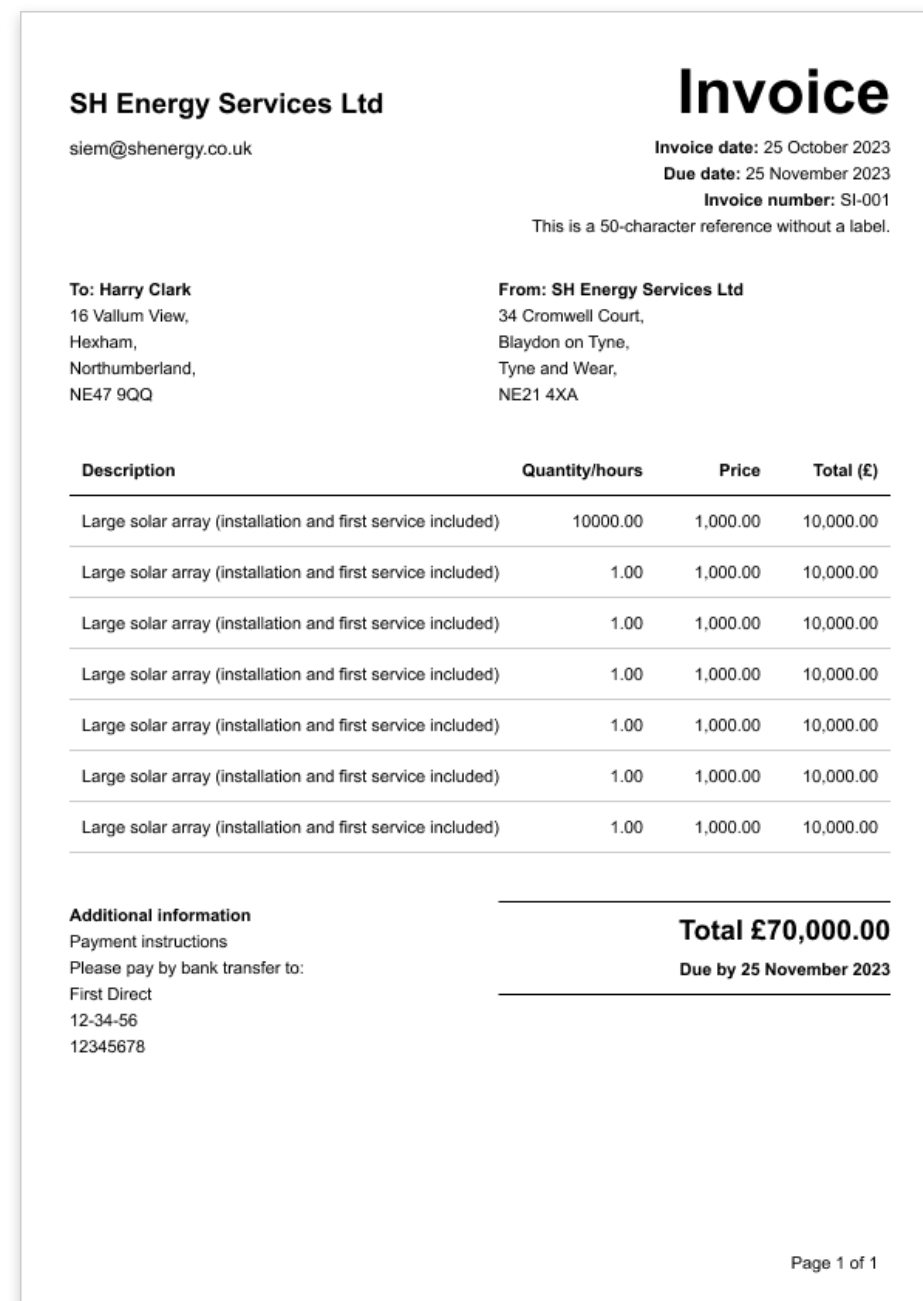 SH Energy Services Ltd
Invoice
siem@shenergy.co.uk
Invoice date: 25 October 2023
Due date: 25 November 2023
Invoice number: SI-001
This is a 50-character reference without a label.
To: Harry Clark
16 Vallum View,
Hexham,
Northumberland,
NE47 9QQ
From: SH Energy Services Ltd
34 Cromwell Court,
Blaydon on Tyne,
Tyne and Wear,
NE21 4XA
Description Quantity/hours Price Total (£)
Large solar array (installation and first service included) 10000.00 1,000.00 10,000.00
Large solar array (installation and first service included) 1.00 1,000.00 10,000.00
Large solar array (installation and first service included) 1.00 1,000.00 10,000.00
Large solar array (installation and first service included) 1.00 1,000.00 10,000.00
Large solar array (installation and first service included) 1.00 1,000.00 10,000.00
Large solar array (installation and first service included) 1.00 1,000.00 10,000.00
Large solar array (installation and first service included) 1.00 1,000.00 10,000.00
Additional information
Payment instructions
Please pay by bank transfer to:
First Direct
12-34-56
12345678
Total £70,000.00
Due by 25 November 2023
Page 1 of 1